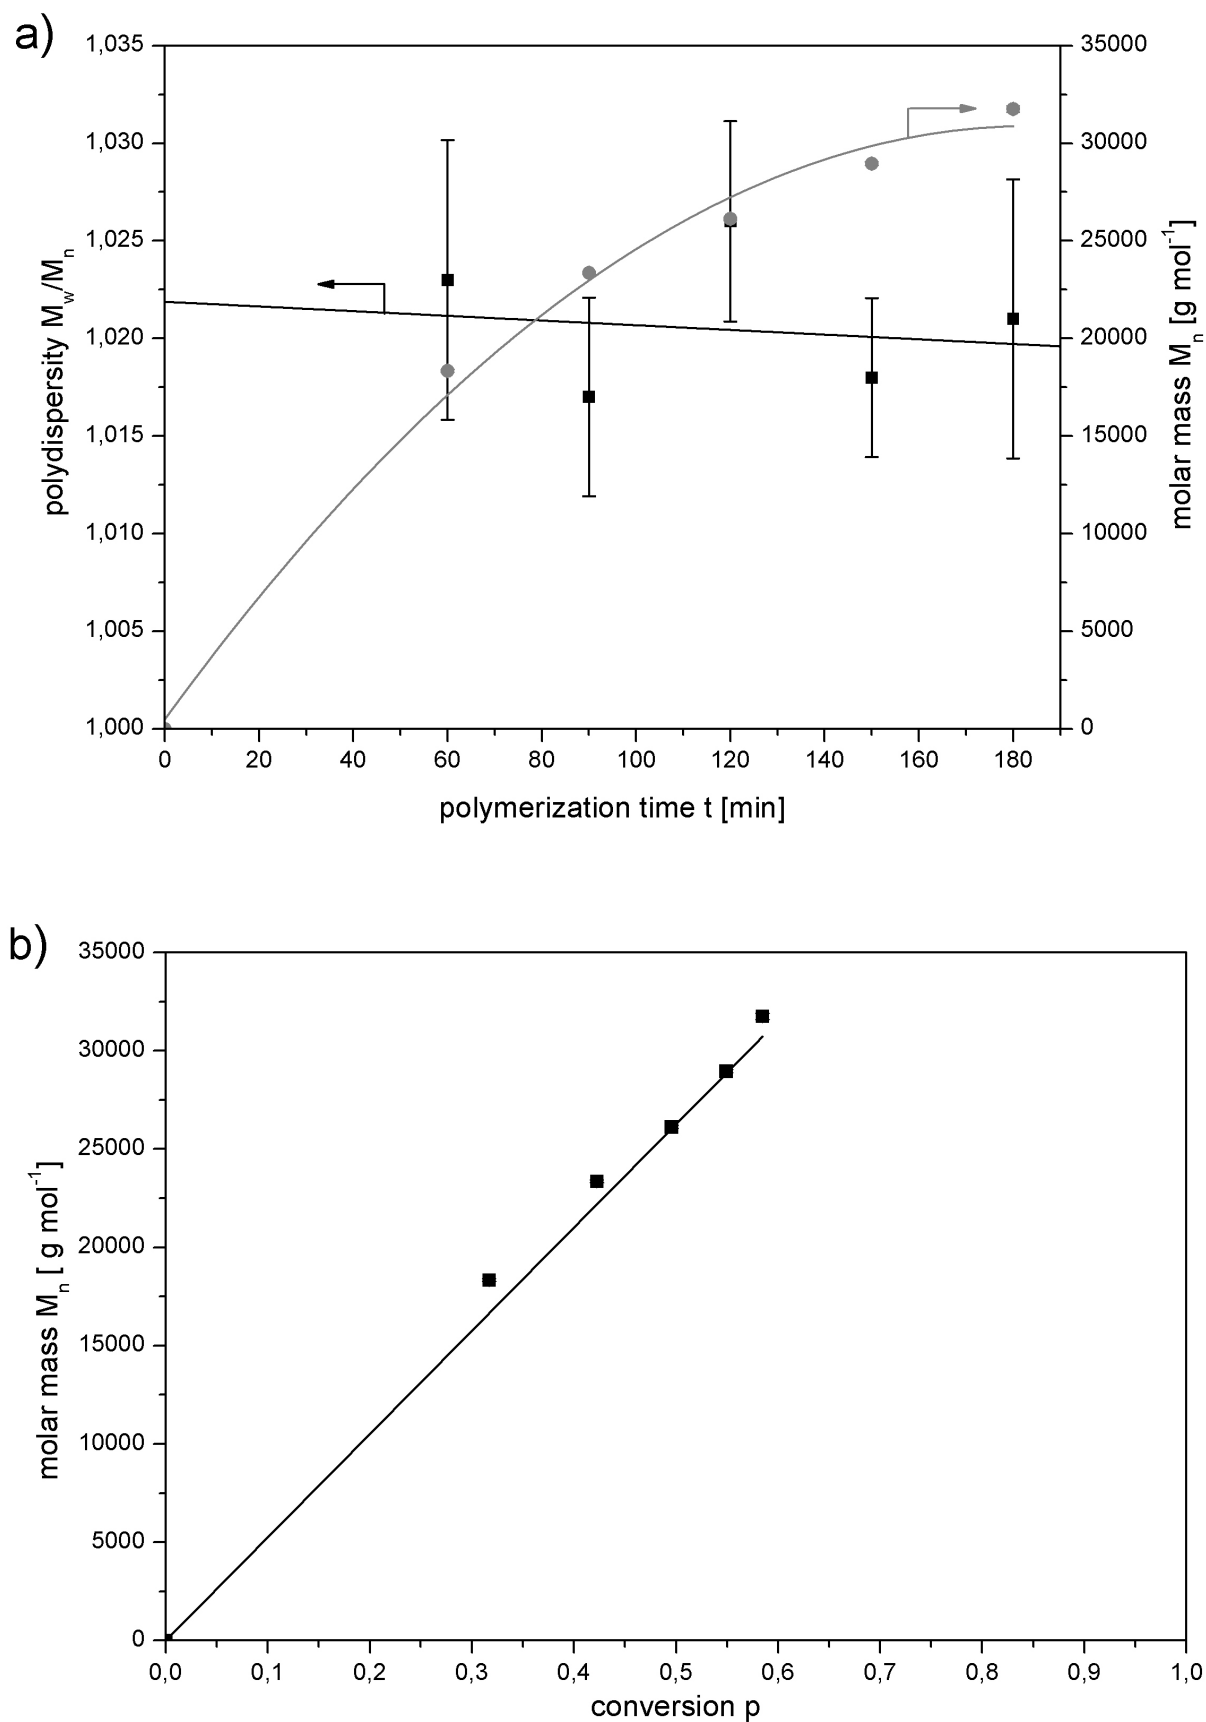 a)
1,035
1,030
1,025
1,020
1,015
1,010
1,005
1,000
polydispersity Mw/Mn
35000
30000
25000
20000
15000
10000
5000
0
molar mass Mn [g mol-1]
0 20 40 60 80 100 120 140 160 180
polymerization time t [min]
b)
35000
30000
25000
20000
15000
10000
5000
0
molar mass Mn [ g mol-1]
0,0 0,1 0,2 0,3 0,4 0,5 0,6 0,7 0,8 0,9 1,0
conversion p